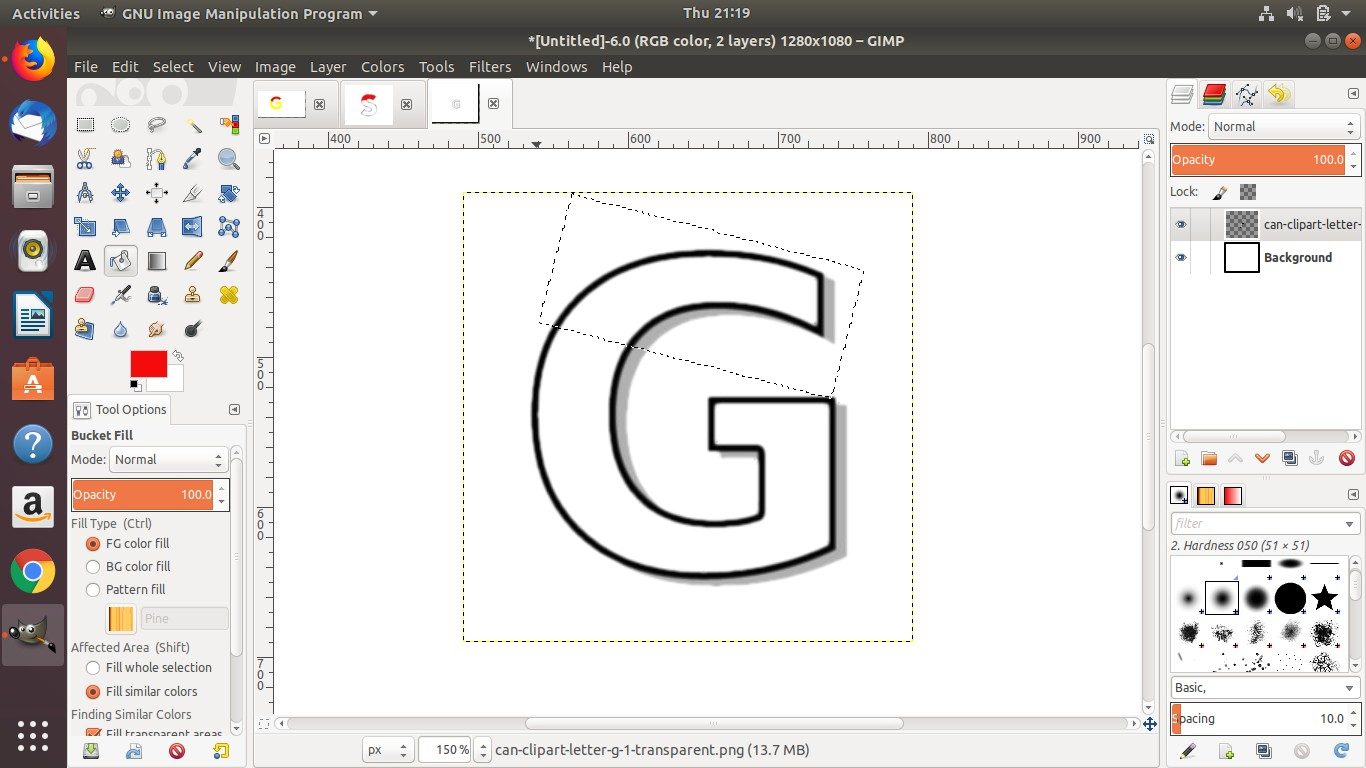 Activities GNU Image Manipulation Program Thu 21:19
*[Untitled]-6.0 (RGB color, 2 layers) 1280x1080 – GIMP
File Edit Select View Image Layer Colors Tools Filters Windows Help
G S G
400 500 600 700 800 900
400
500
600
700
G
A
Tool Options
Bucket Fill
Mode: Normal
Opacity 100.0
Fill Type (Ctrl)
FG color fill
BG color fill
Pattern fill
Pine
Affected Area (Shift)
Fill whole selection
Fill similar colors
Finding Similar Colors
Fill transparent areas
px 150 % can-clipart-letter-g-1-transparent.png (13.7 MB)
Mode: Normal
Opacity 100.0
Lock:
can-clipart-letter-
Background
filter
2. Hardness 050 (51 × 51)
Basic,
Spacing 10.0